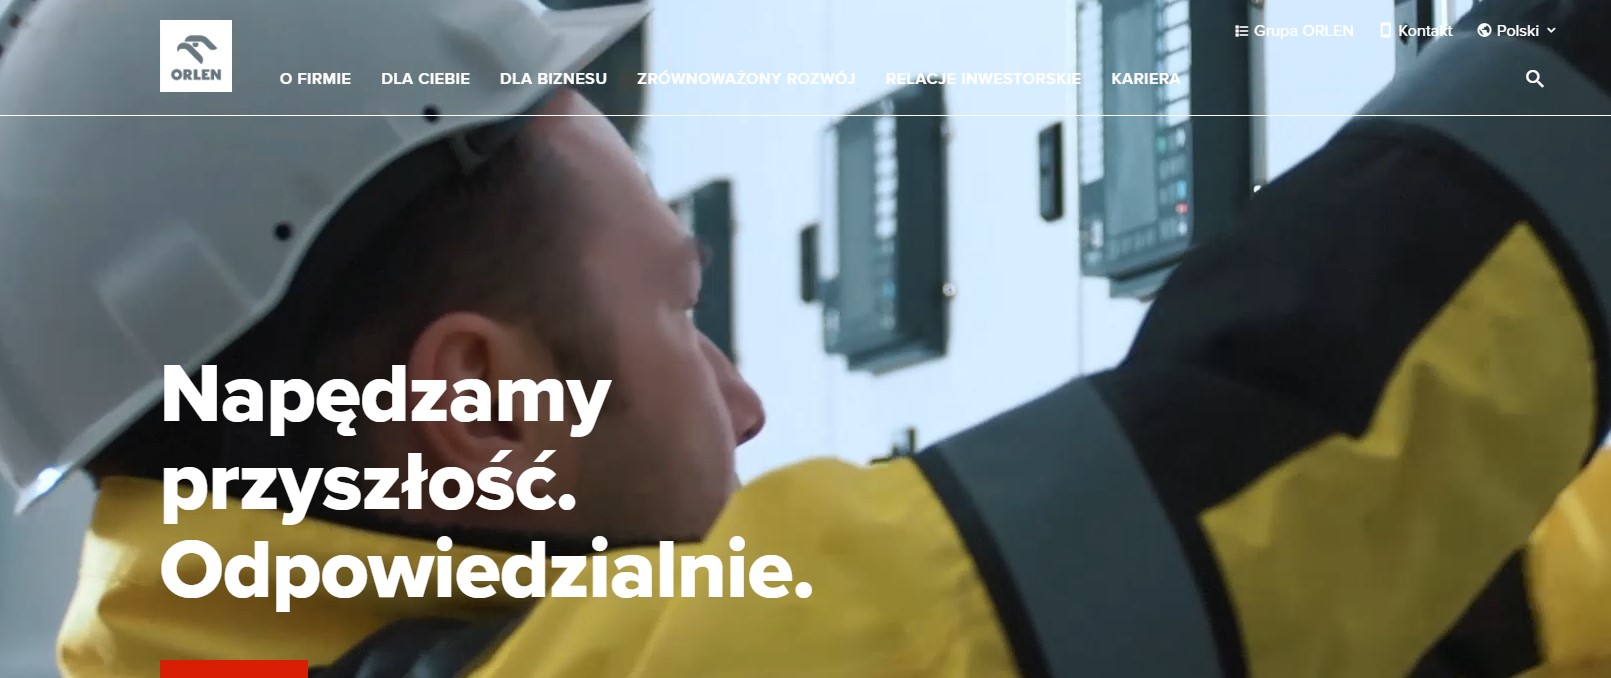 Grupa ORLEN
Kontakt
Polski
ORLEN
O FIRMIE
DLA CIEBIE
DLA BIZNESU
ZRÓWNOWAŻONY ROZWÓJ
RELACJE INWESTORSKIE
KARIERA
Napędzamy
przyszłość.
Odpowiedzialnie.